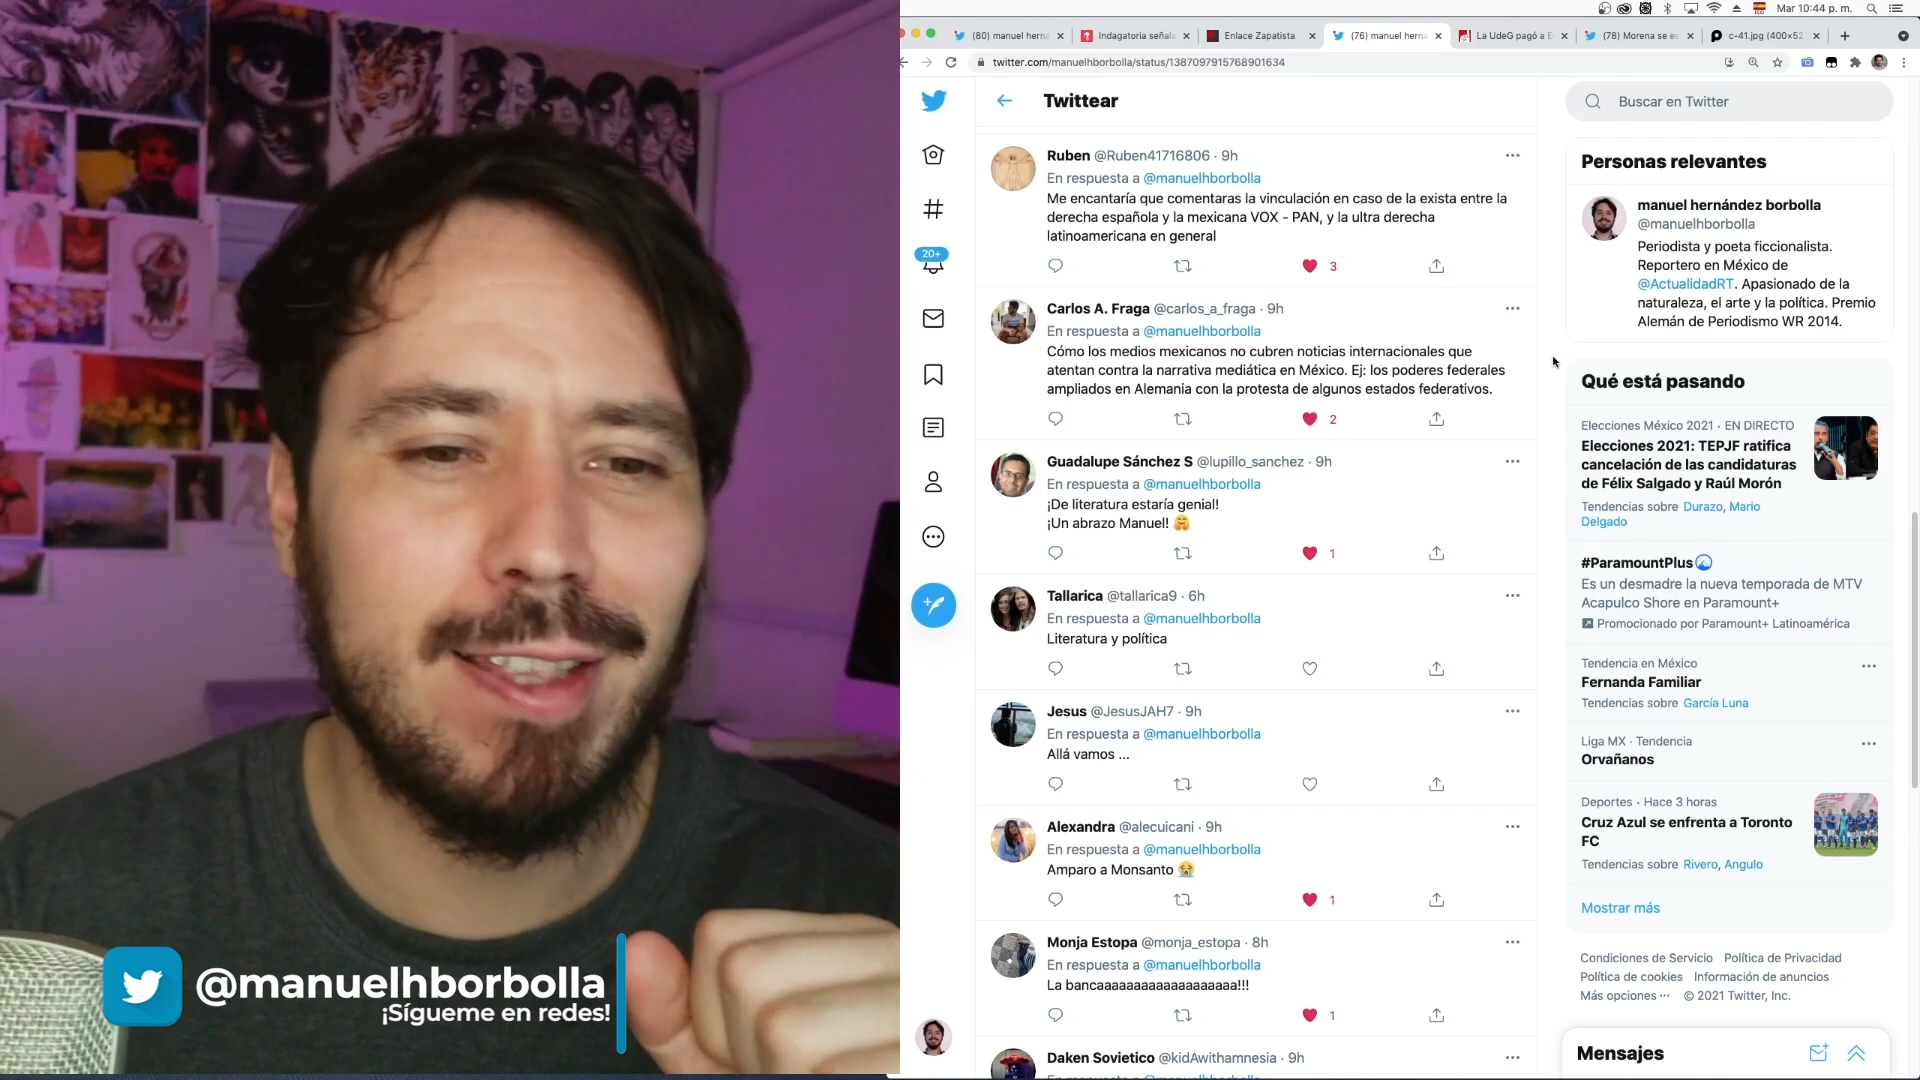 Mar 10:44 p. m.
(80) manuel herná
Indagatoria señala
Enlace Zapatista
(76) manuel herná
La UdeG pagó a E
(78) Morena se es
c-41.jpg (400×52
twitter.com/manuelhborbolla/status/1387097915768901634
Twittear
20+
Ruben @Ruben41716806 · 9h
En respuesta a @manuelhborbolla
Me encantaría que comentaras la vinculación en caso de la exista entre la
derecha española y la mexicana VOX - PAN, y la ultra derecha
latinoamericana en general
3
Carlos A. Fraga @carlos_a_fraga · 9h
En respuesta a @manuelhborbolla
Cómo los medios mexicanos no cubren noticias internacionales que
atentan contra la narrativa mediática en México. Ej: los poderes federales
ampliados en Alemania con la protesta de algunos estados federativos.
2
Guadalupe Sánchez S @lupillo_sanchez · 9h
En respuesta a @manuelhborbolla
¡De literatura estaría genial!
¡Un abrazo Manuel! 🤗
1
Tallarica @tallarica9 · 6h
En respuesta a @manuelhborbolla
Literatura y política
Jesus @JesusJAH7 · 9h
En respuesta a @manuelhborbolla
Allá vamos ...
Alexandra @alecuicani · 9h
En respuesta a @manuelhborbolla
Amparo a Monsanto 😭
1
Monja Estopa @monja_estopa · 8h
En respuesta a @manuelhborbolla
La bancaaaaaaaaaaaaaaaaaaa!!!
1
Daken Sovietico @kidAwithamnesia · 9h
Buscar en Twitter
Personas relevantes
manuel hernández borbolla
@manuelhborbolla
Periodista y poeta ficcionalista.
Reportero en México de
@ActualidadRT. Apasionado de la
naturaleza, el arte y la política. Premio
Alemán de Periodismo WR 2014.
Qué está pasando
Elecciones México 2021 · EN DIRECTO
Elecciones 2021: TEPJF ratifica
cancelación de las candidaturas
de Félix Salgado y Raúl Morón
Tendencias sobre Durazo, Mario
Delgado
#ParamountPlus
Es un desmadre la nueva temporada de MTV
Acapulco Shore en Paramount+
Promocionado por Paramount+ Latinoamérica
Tendencia en México
Fernanda Familiar
Tendencias sobre García Luna
Liga MX · Tendencia
Orvañanos
Deportes · Hace 3 horas
Cruz Azul se enfrenta a Toronto
FC
Tendencias sobre Rivero, Angulo
Mostrar más
Condiciones de Servicio Política de Privacidad
Política de cookies Información de anuncios
Más opciones ··· © 2021 Twitter, Inc.
Mensajes
@manuelhborbolla
¡Sígueme en redes!